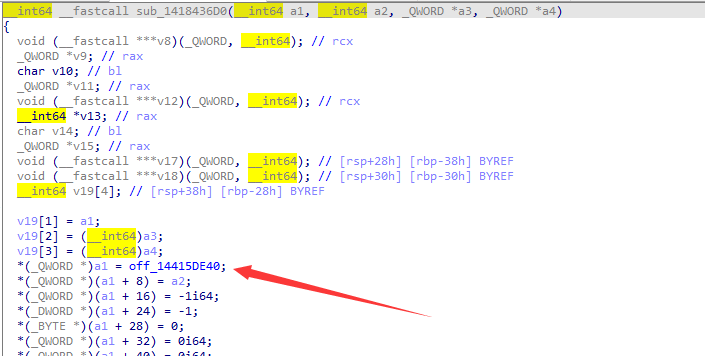 __int64 __fastcall sub_1418436D0(__int64 a1, __int64 a2, _QWORD *a3, _QWORD *a4)
{
void (__fastcall ***v8)(_QWORD, __int64); // rcx
_QWORD *v9; // rax
char v10; // bl
_QWORD *v11; // rax
void (__fastcall ***v12)(_QWORD, __int64); // rcx
__int64 *v13; // rax
char v14; // bl
_QWORD *v15; // rax
void (__fastcall ***v17)(_QWORD, __int64); // [rsp+28h] [rbp-38h] BYREF
void (__fastcall ***v18)(_QWORD, __int64); // [rsp+30h] [rbp-30h] BYREF
__int64 v19[4]; // [rsp+38h] [rbp-28h] BYREF
v19[1] = a1;
v19[2] = (__int64)a3;
v19[3] = (__int64)a4;
*(_QWORD *)a1 = off_14415DE40;
*(_QWORD *)(a1 + 8) = a2;
*(_QWORD *)(a1 + 16) = -1i64;
*(_DWORD *)(a1 + 24) = -1;
*(_BYTE *)(a1 + 28) = 0;
*(_QWORD *)(a1 + 32) = 0i64;
*(_QWORD *)(a1 + 40) = 0i64;